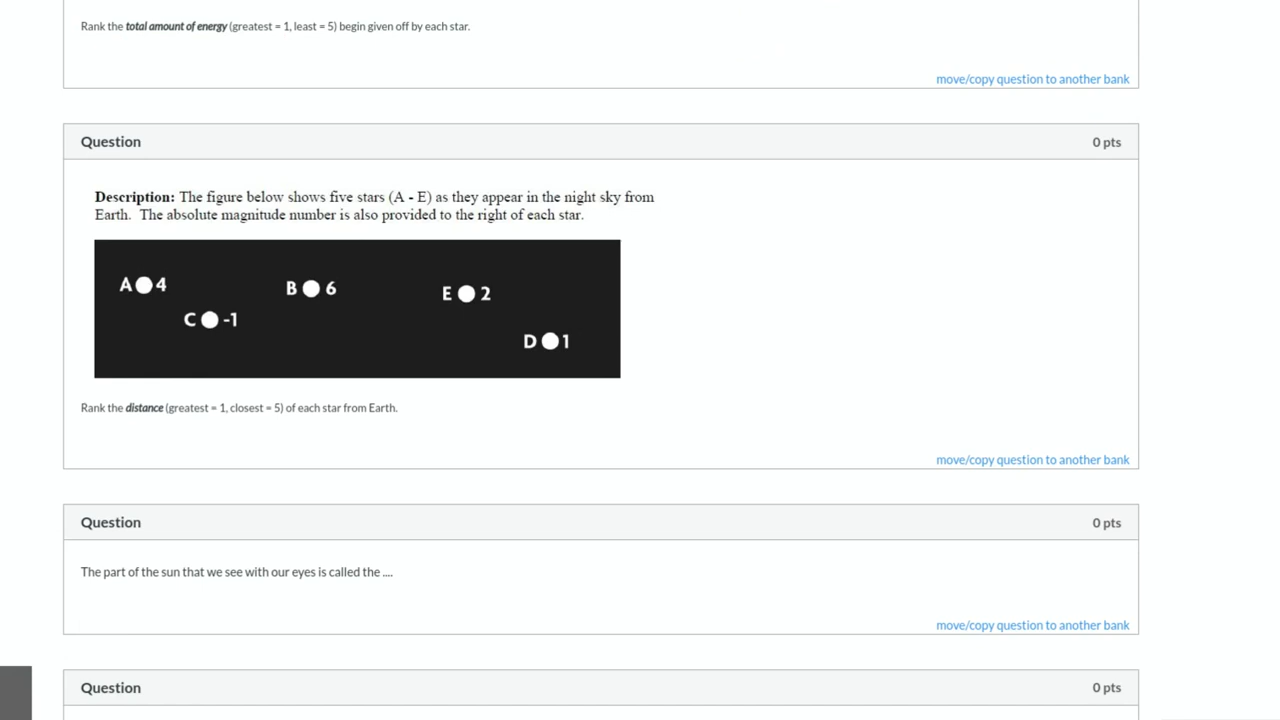 Rank the total amount of energy (greatest = 1, least = 5) begin given off by each star.
move/copy question to another bank
Question
0 pts
Description: The figure below shows five stars (A - E) as they appear in the night sky from
Earth. The absolute magnitude number is also provided to the right of each star.
A 4
B 6
E 2
C -1
D 1
Rank the distance (greatest = 1, closest = 5) of each star from Earth.
move/copy question to another bank
Question
0 pts
The part of the sun that we see with our eyes is called the ....
move/copy question to another bank
Question
0 pts